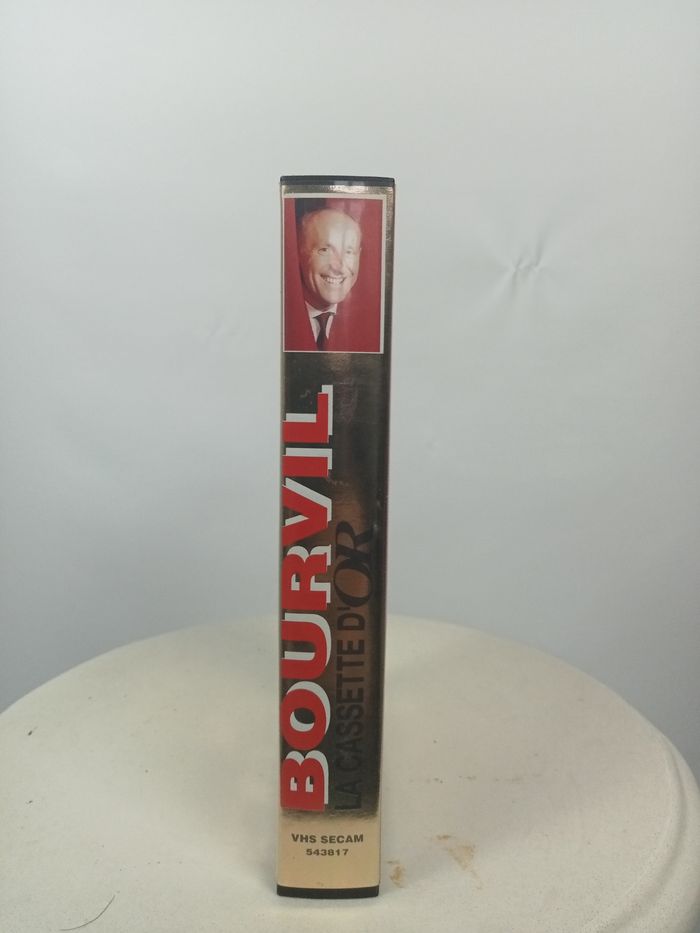 BOURVIL
LA CASSETTE D'OR
VHS SECAM
543817